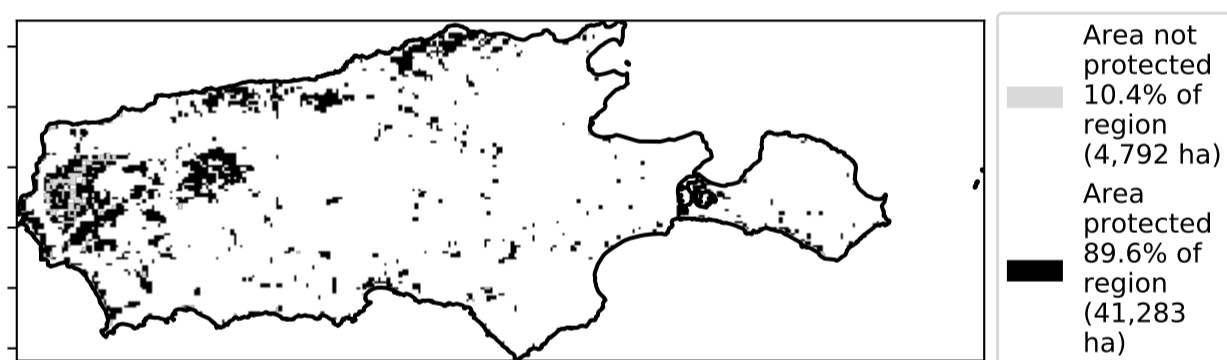 Area not
protected
10.4% of
region
(4,792 ha)
Area
protected
89.6% of
region
(41,283
ha)